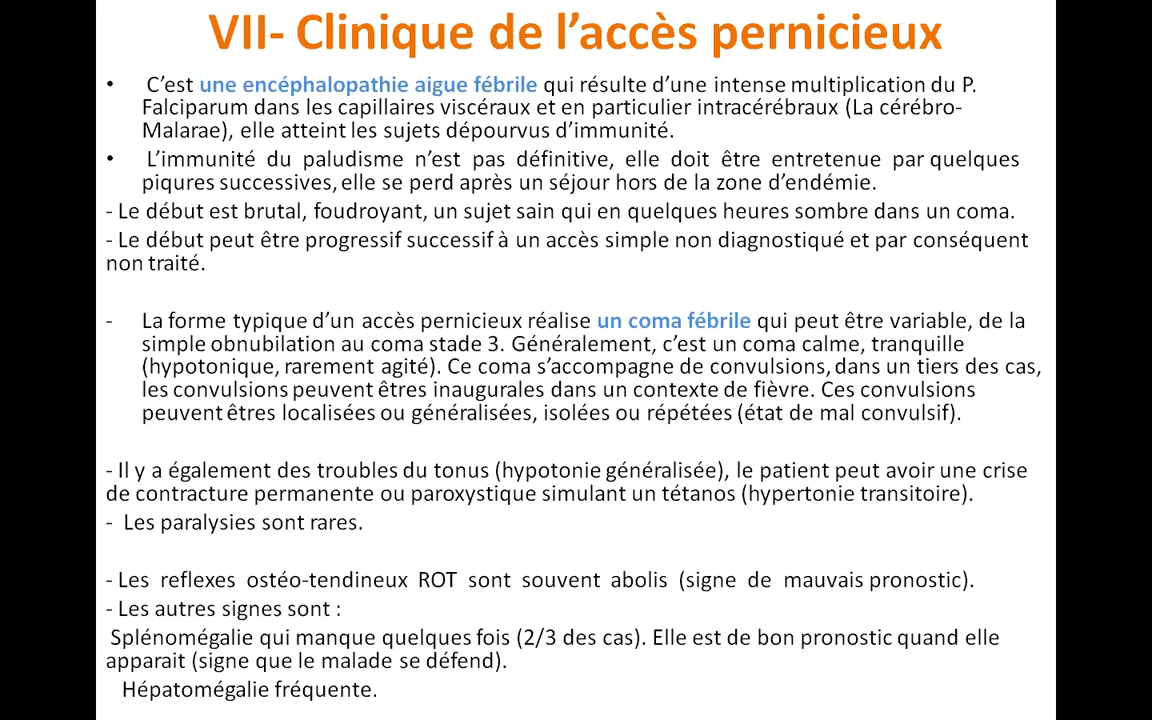 VII- Clinique de l’accès pernicieux
• C’est une encéphalopathie aigue fébrile qui résulte d’une intense multiplication du P.
Falciparum dans les capillaires viscéraux et en particulier intracérébraux (La cérébro-
Malarae), elle atteint les sujets dépourvus d’immunité.
• L’immunité du paludisme n’est pas définitive, elle doit être entretenue par quelques
piqures successives, elle se perd après un séjour hors de la zone d’endémie.
- Le début est brutal, foudroyant, un sujet sain qui en quelques heures sombre dans un coma.
- Le début peut être progressif successif à un accès simple non diagnostiqué et par conséquent
non traité.
- La forme typique d’un accès pernicieux réalise un coma fébrile qui peut être variable, de la
simple obnubilation au coma stade 3. Généralement, c’est un coma calme, tranquille
(hypotonique, rarement agité). Ce coma s’accompagne de convulsions, dans un tiers des cas,
les convulsions peuvent êtres inaugurales dans un contexte de fièvre. Ces convulsions
peuvent êtres localisées ou généralisées, isolées ou répétées (état de mal convulsif).
- Il y a également des troubles du tonus (hypotonie généralisée), le patient peut avoir une crise
de contracture permanente ou paroxystique simulant un tétanos (hypertonie transitoire).
- Les paralysies sont rares.
- Les reflexes ostéo-tendineux ROT sont souvent abolis (signe de mauvais pronostic).
- Les autres signes sont :
Splénomégalie qui manque quelques fois (2/3 des cas). Elle est de bon pronostic quand elle
apparait (signe que le malade se défend).
Hépatomégalie fréquente.